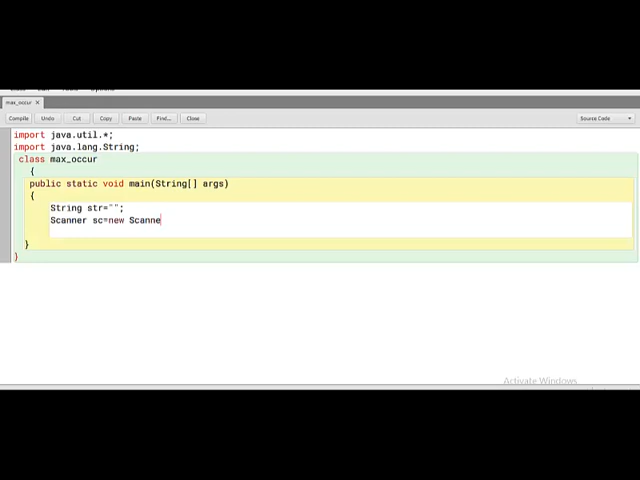 max_occur ×
Compile Undo Cut Copy Paste Find... Close Source Code
import java.util.*;
import java.lang.String;
class max_occur
{
public static void main(String[] args)
{
String str="";
Scanner sc=new Scanne
}
}
Activate Windows